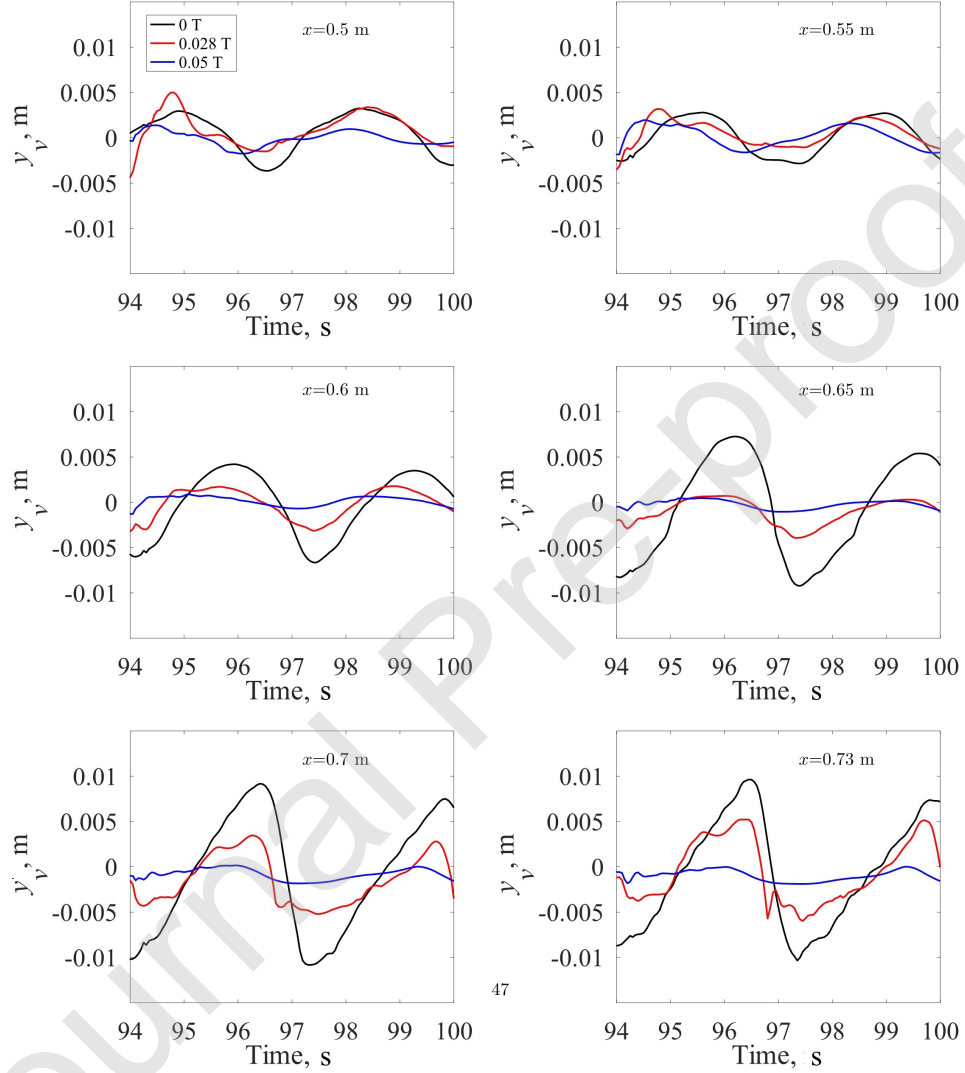 x=0.5 m
0 T
0.028 T
0.05 T
0.01
0.005
0
-0.005
-0.01
y_v, m
94 95 96 97 98 99 100
Time, s
x=0.55 m
0.01
0.005
0
-0.005
-0.01
y_v, m
94 95 96 97 98 99 100
Time, s
x=0.6 m
0.01
0.005
0
-0.005
-0.01
y_v, m
94 95 96 97 98 99 100
Time, s
x=0.65 m
0.01
0.005
0
-0.005
-0.01
y_v, m
94 95 96 97 98 99 100
Time, s
x=0.7 m
0.01
0.005
0
-0.005
-0.01
y_v, m
94 95 96 97 98 99 100
Time, s
x=0.73 m
0.01
0.005
0
-0.005
-0.01
y_v, m
94 95 96 97 98 99 100
Time, s
47
ournal Pre-proof